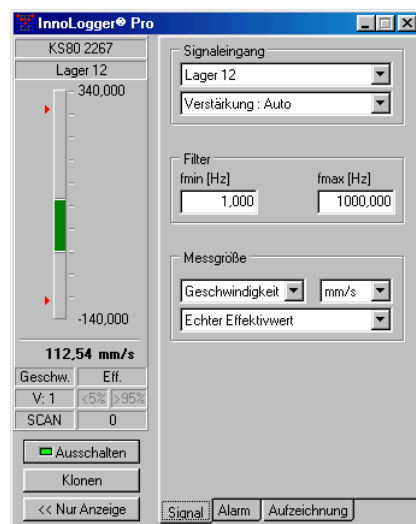 InnoLogger® Pro
KS80 2267
Lager 12
340,000
-140,000
112,54 mm/s
Geschw. Eff.
V: 1 <5% >95%
SCAN 0
Ausschalten
Klonen
<< Nur Anzeige
Signaleingang
Lager 12
Verstärkung : Auto
Filter
fmin [Hz] fmax [Hz]
1,000 1000,000
Messgröße
Geschwindigkeit mm/s
Echter Effektivwert
Signal Alarm Aufzeichnung